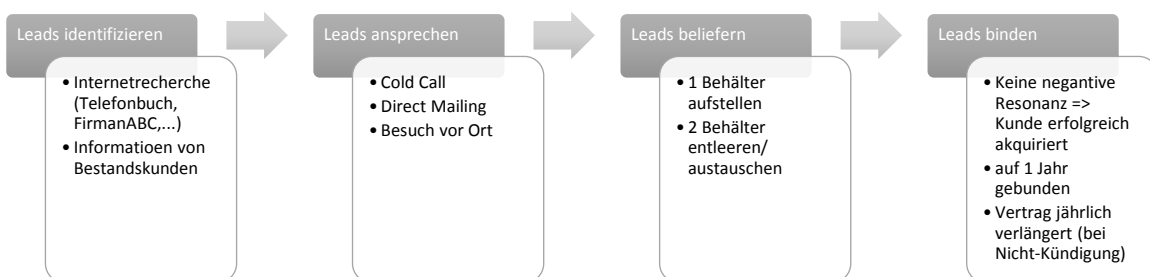 Leads identifizieren
• Internetrecherche
(Telefonbuch,
FirmanABC,...)
• Informatioen von
Bestandskunden
Leads ansprechen
• Cold Call
• Direct Mailing
• Besuch vor Ort
Leads beliefern
• 1 Behälter
aufstellen
• 2 Behälter
entleeren/
austauschen
Leads binden
• Keine negantive
Resonanz =>
Kunde erfolgreich
akquiriert
• auf 1 Jahr
gebunden
• Vertrag jährlich
verlängert (bei
Nicht-Kündigung)